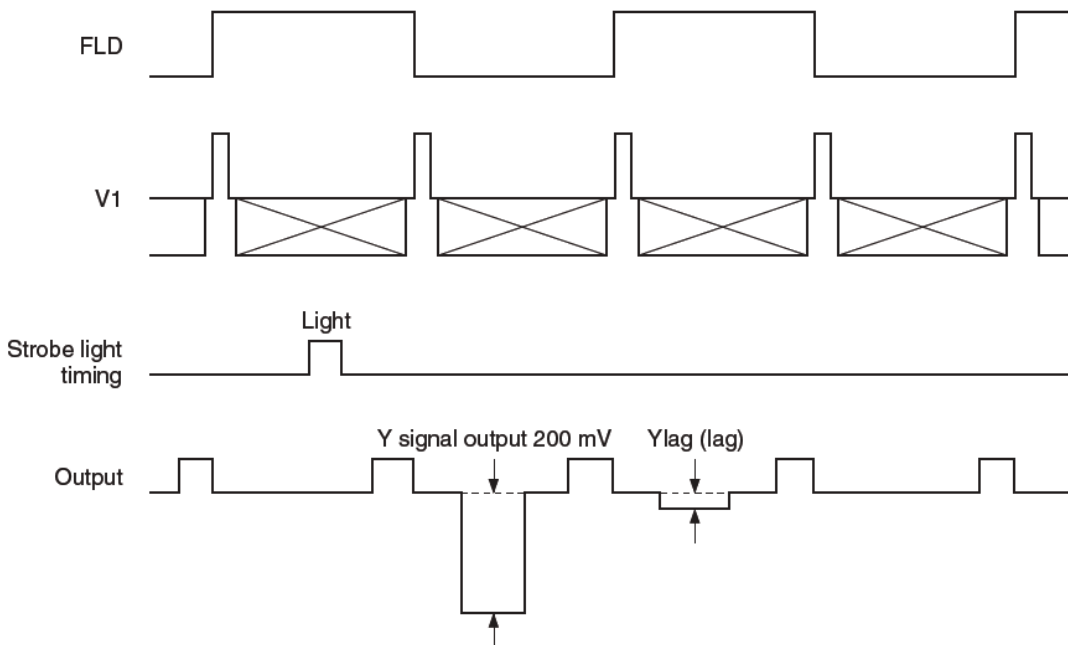 FLD
V1
Light
Strobe light
timing
Y signal output 200 mV
Ylag (lag)
Output